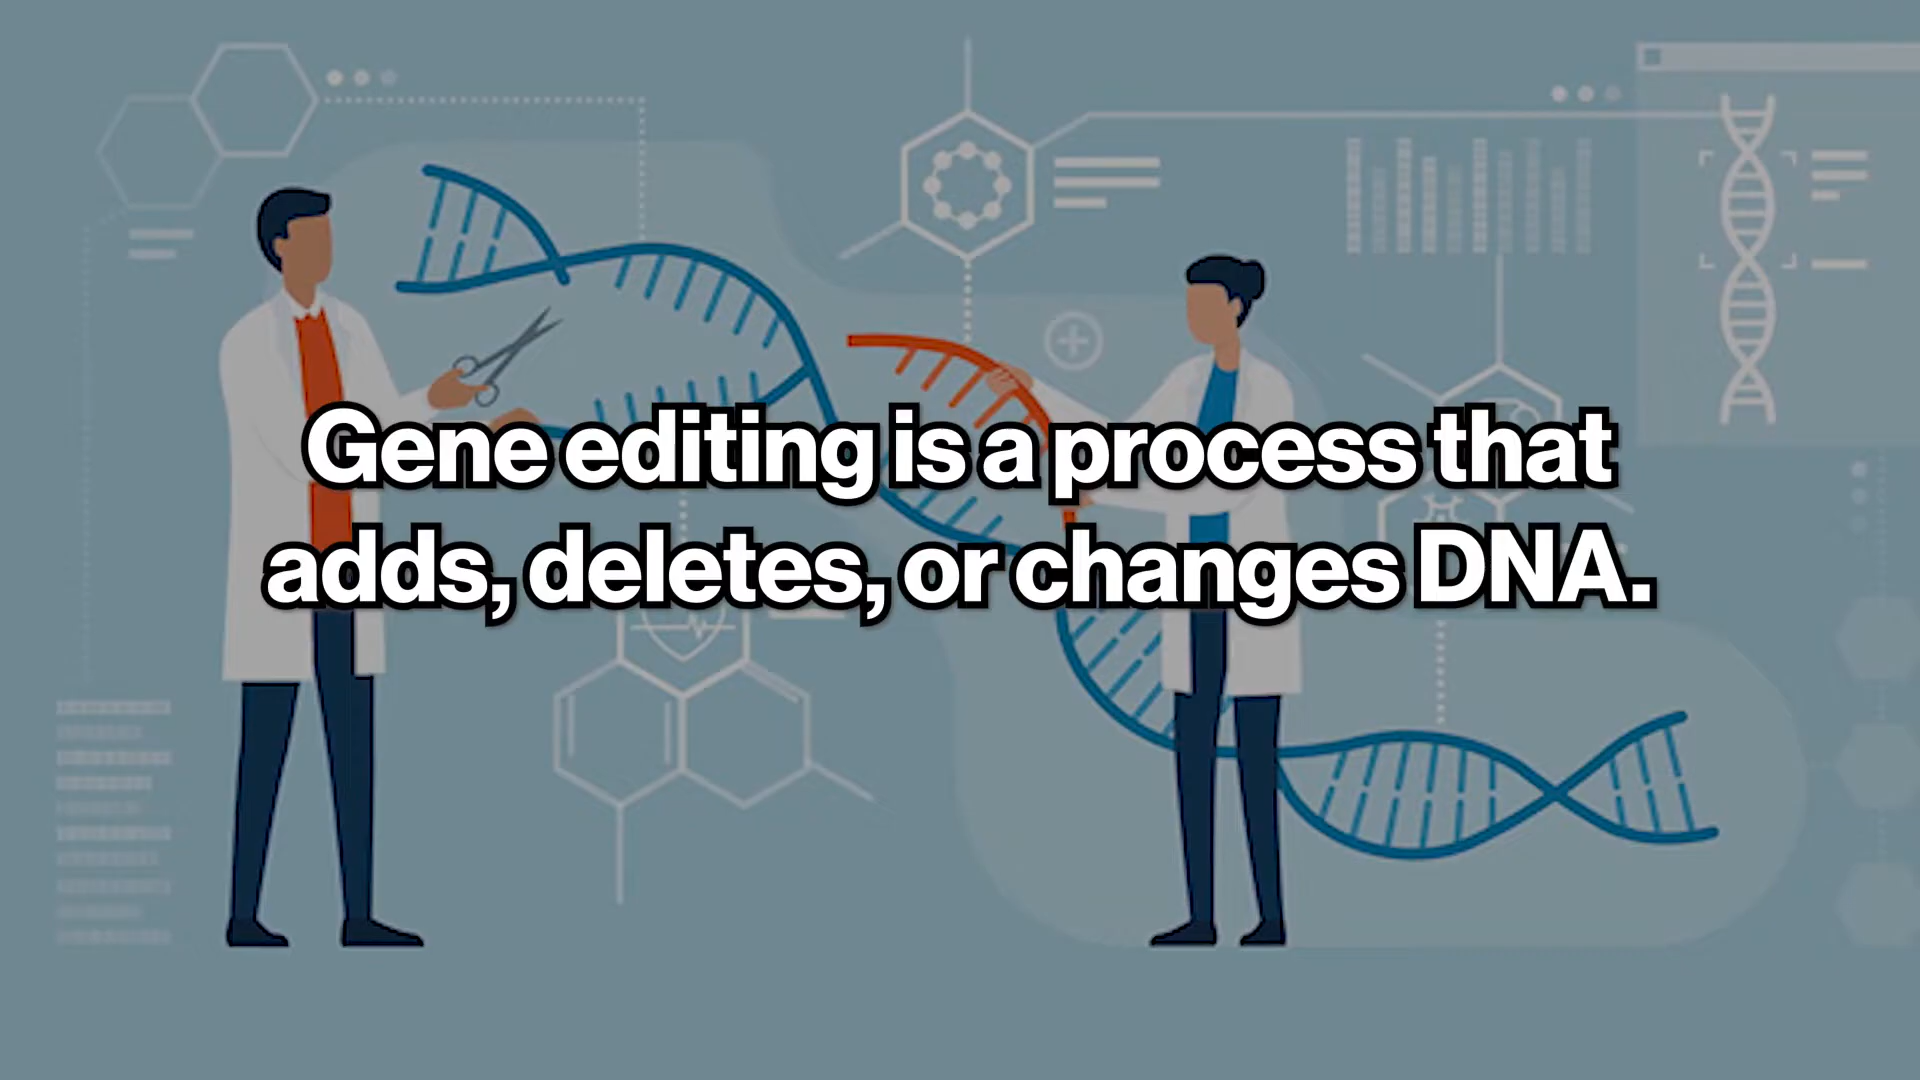 Gene editing is a process that
adds, deletes, or changes DNA.